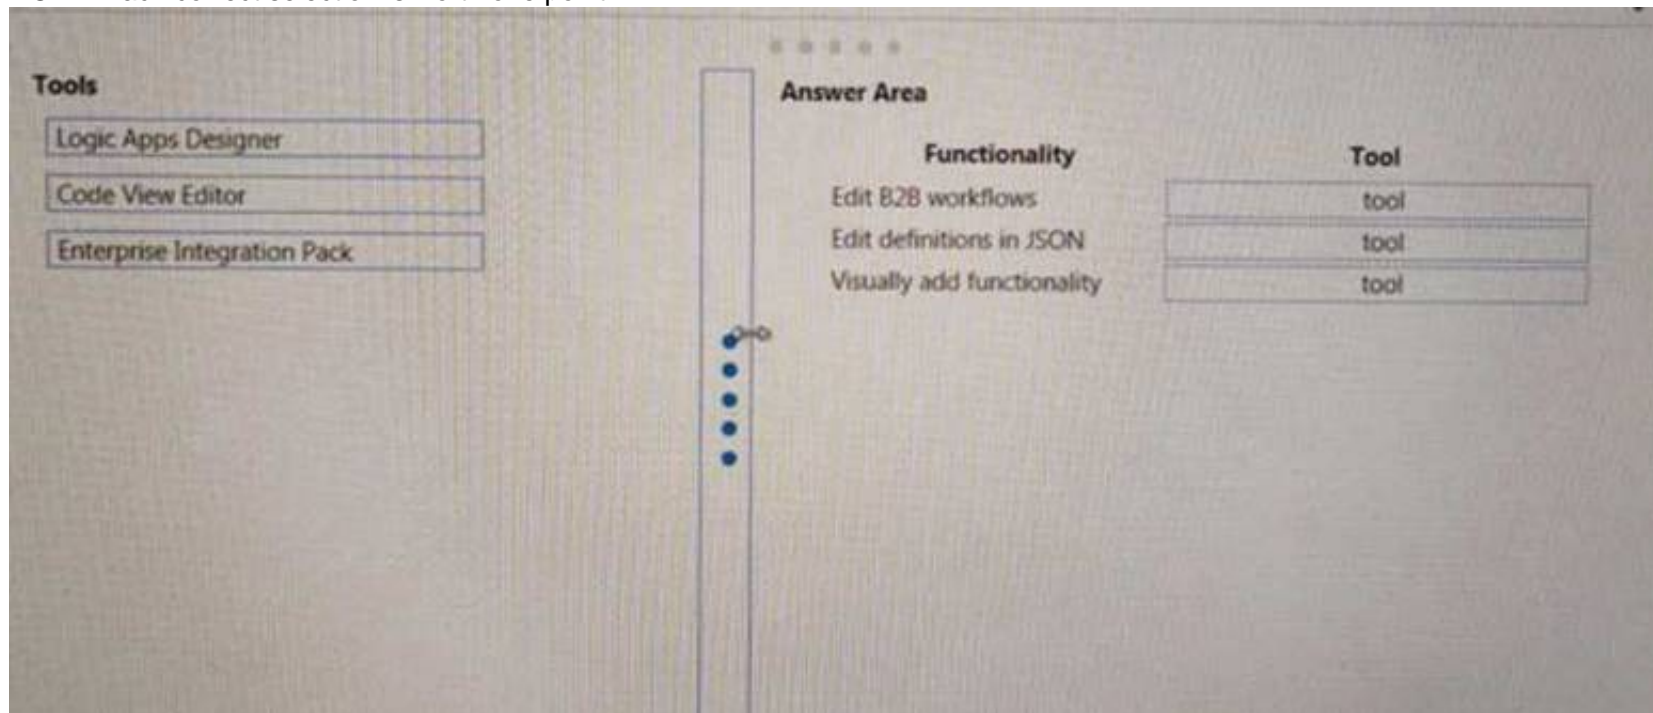 Tools
Logic Apps Designer
Code View Editor
Enterprise Integration Pack
Answer Area
Functionality Tool
Edit B2B workflows tool
Edit definitions in JSON tool
Visually add functionality tool